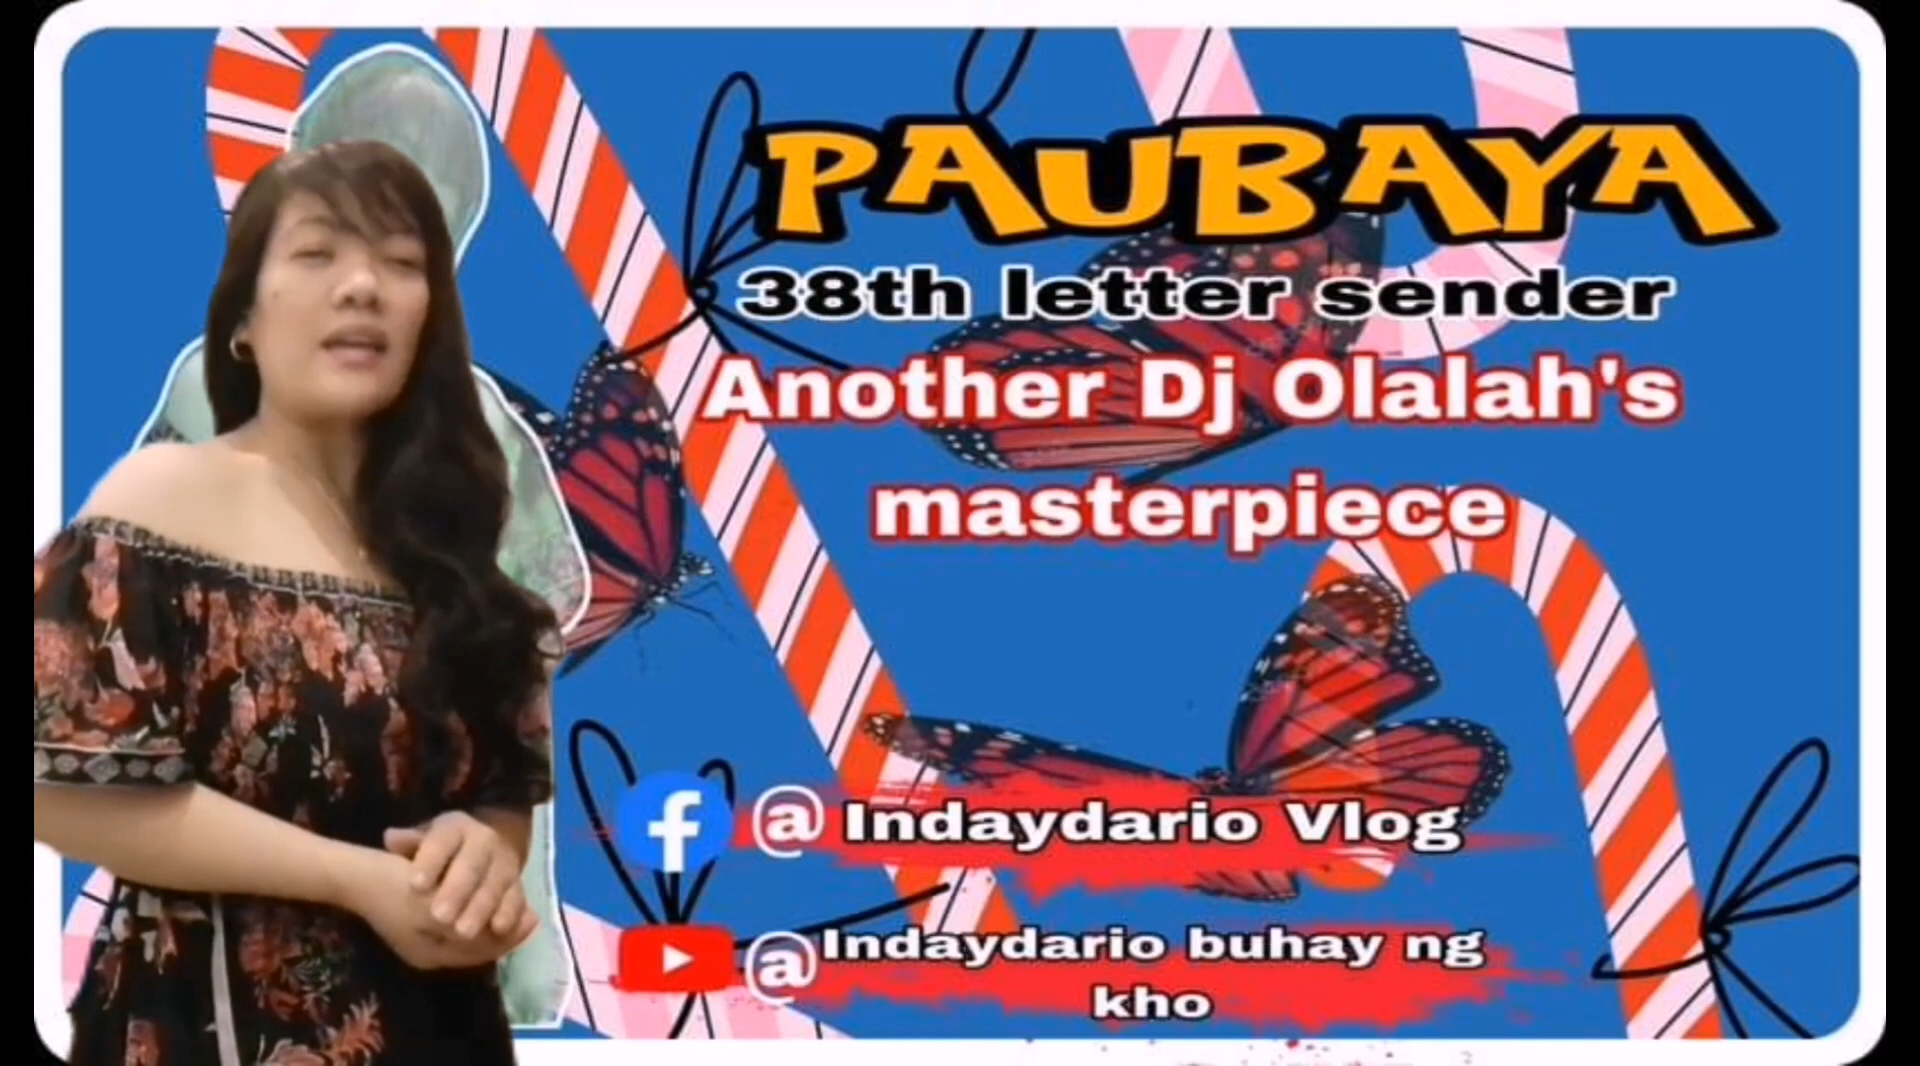 PAUBAYA
38th letter sender
Another Dj Olalah's
masterpiece
@ Indaydario Vlog
@Indaydario buhay ng
kho